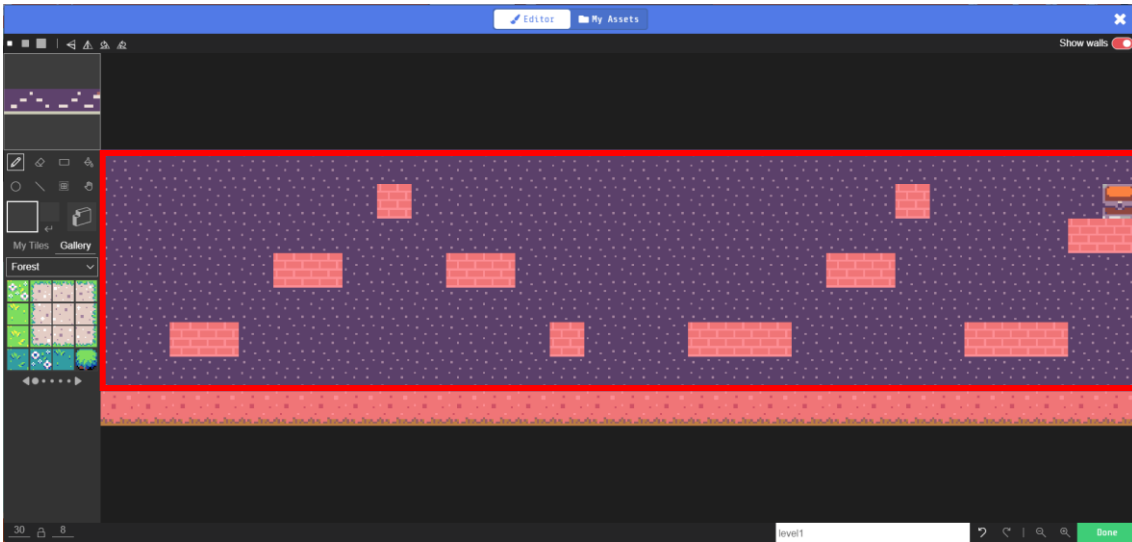 Editor My Assets
Show walls
My Tiles Gallery
Forest
30 8 level1 Done